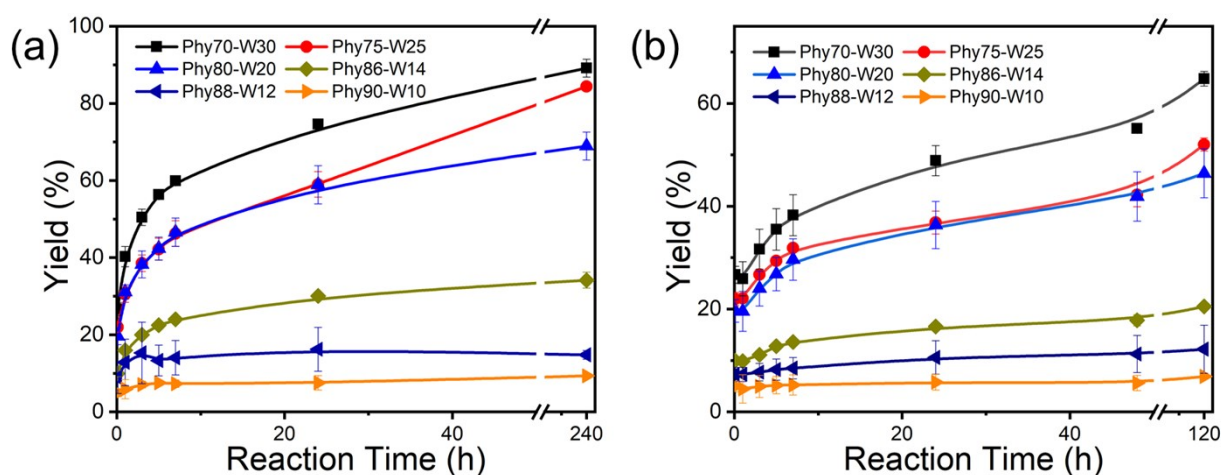 (a)
Yield (%)
100
80
60
40
20
0
Phy70-W30 Phy75-W25
Phy80-W20 Phy86-W14
Phy88-W12 Phy90-W10
0 20 40 240
Reaction Time (h)
(b)
Yield (%)
60
40
20
0
Phy70-W30 Phy75-W25
Phy80-W20 Phy86-W14
Phy88-W12 Phy90-W10
0 20 40 120
Reaction Time (h)